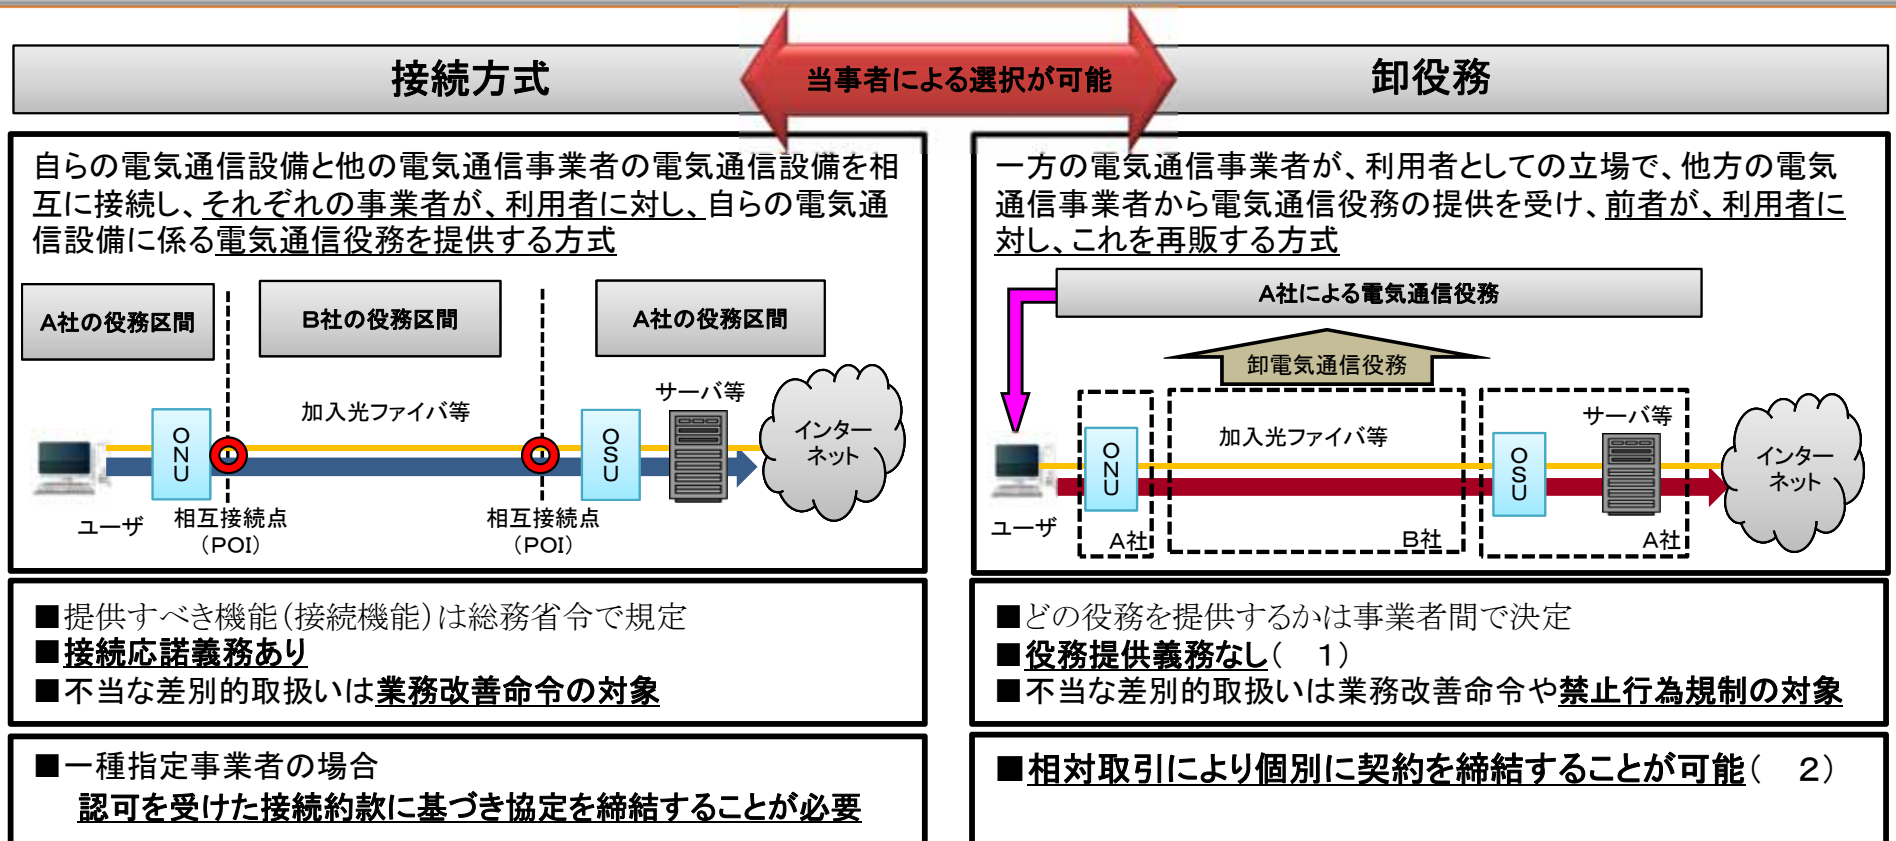 接続方式
当事者による選択が可能
卸役務
自らの電気通信設備と他の電気通信事業者の電気通信設備を相
互に接続し、それぞれの事業者が、利用者に対し、自らの電気通
信設備に係る電気通信役務を提供する方式
A社の役務区間
B社の役務区間
A社の役務区間
加入光ファイバ等
サーバ等
ONU
OSU
インター
ネット
ユーザ
相互接続点
(POI)
相互接続点
(POI)
■提供すべき機能(接続機能)は総務省令で規定
■接続応諾義務あり
■不当な差別的取扱いは業務改善命令の対象
■一種指定事業者の場合
認可を受けた接続約款に基づき協定を締結することが必要
一方の電気通信事業者が、利用者としての立場で、他方の電気
通信事業者から電気通信役務の提供を受け、前者が、利用者に
対し、これを再販する方式
A社による電気通信役務
卸電気通信役務
加入光ファイバ等
サーバ等
ONU
OSU
インター
ネット
ユーザ
A社
B社
A社
■どの役務を提供するかは事業者間で決定
■役務提供義務なし( 1)
■不当な差別的取扱いは業務改善命令や禁止行為規制の対象
■相対取引により個別に契約を締結することが可能( 2)